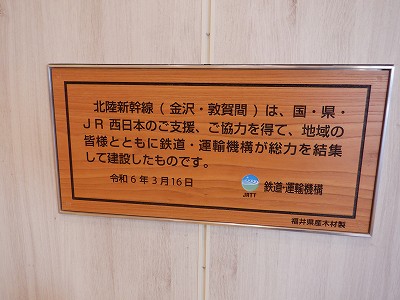 北陸新幹線（金沢・敦賀間）は、国・県・
ＪＲ西日本のご支援、ご協力を得て、地域の
皆様とともに鉄道・運輸機構が総力を結集
して建設したものです。
令和６年３月16日
JRTT
鉄道・運輸機構
福井県産木材製